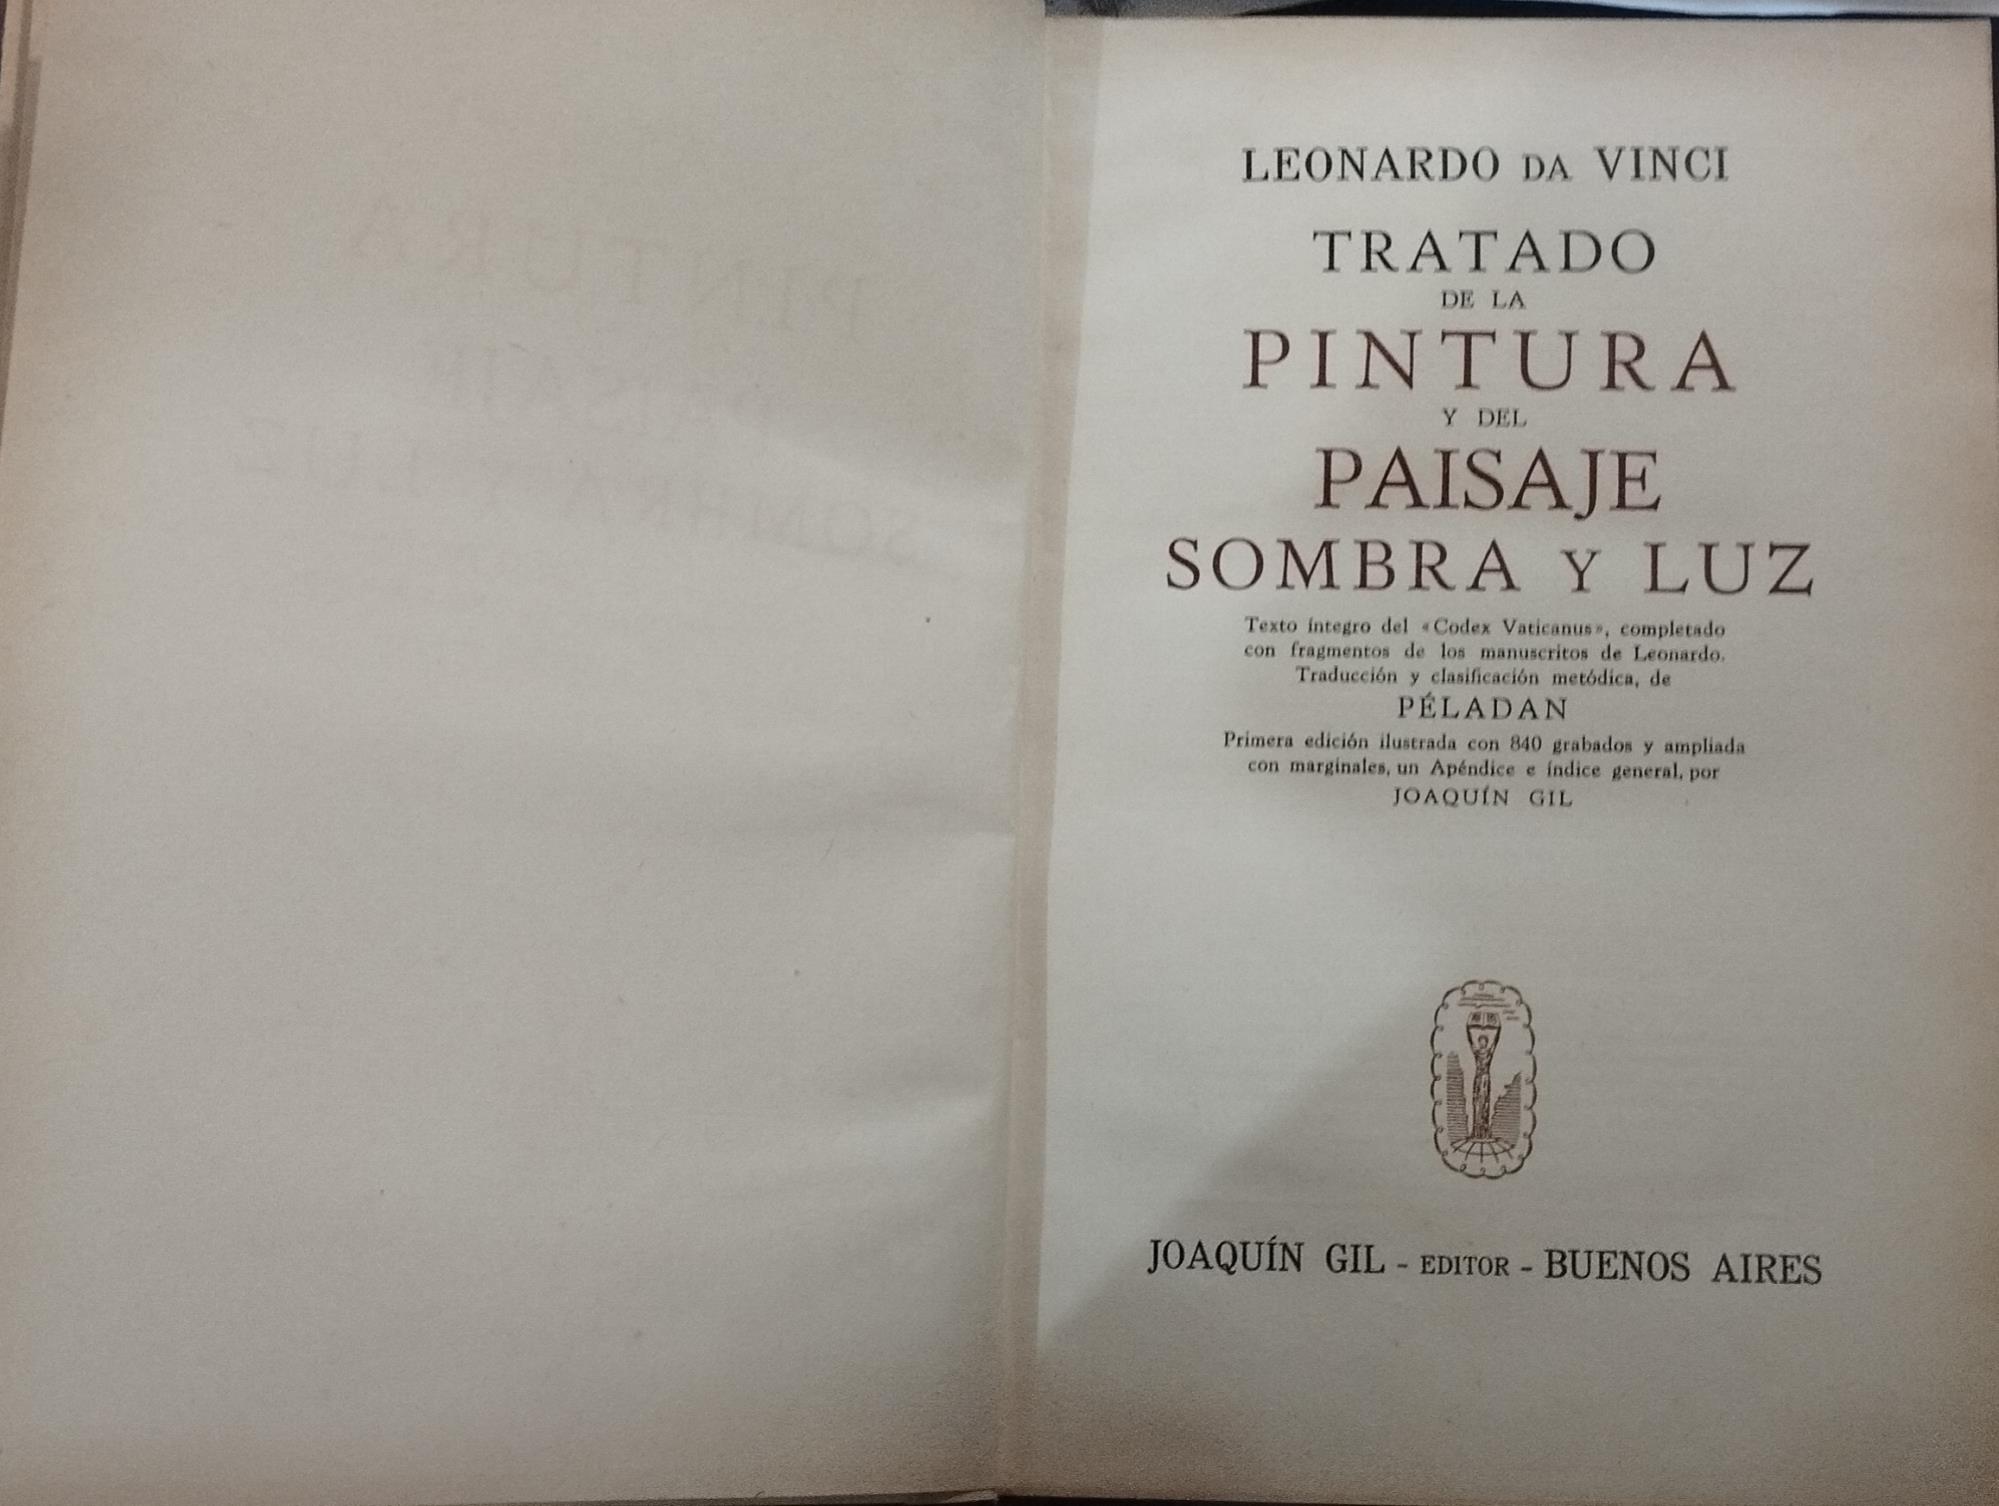 LEONARDO DA VINCI
TRATADO
DE LA
PINTURA
Y DEL
PAISAJE
SOMBRA Y LUZ
Texto íntegro del «Codex Vaticanus», completado
con fragmentos de los manuscritos de Leonardo.
Traducción y clasificación metódica, de
PÉLADAN
Primera edición ilustrada con 840 grabados y ampliada
con marginales, un Apéndice e índice general, por
JOAQUÍN GIL
JOAQUÍN GIL - EDITOR - BUENOS AIRES